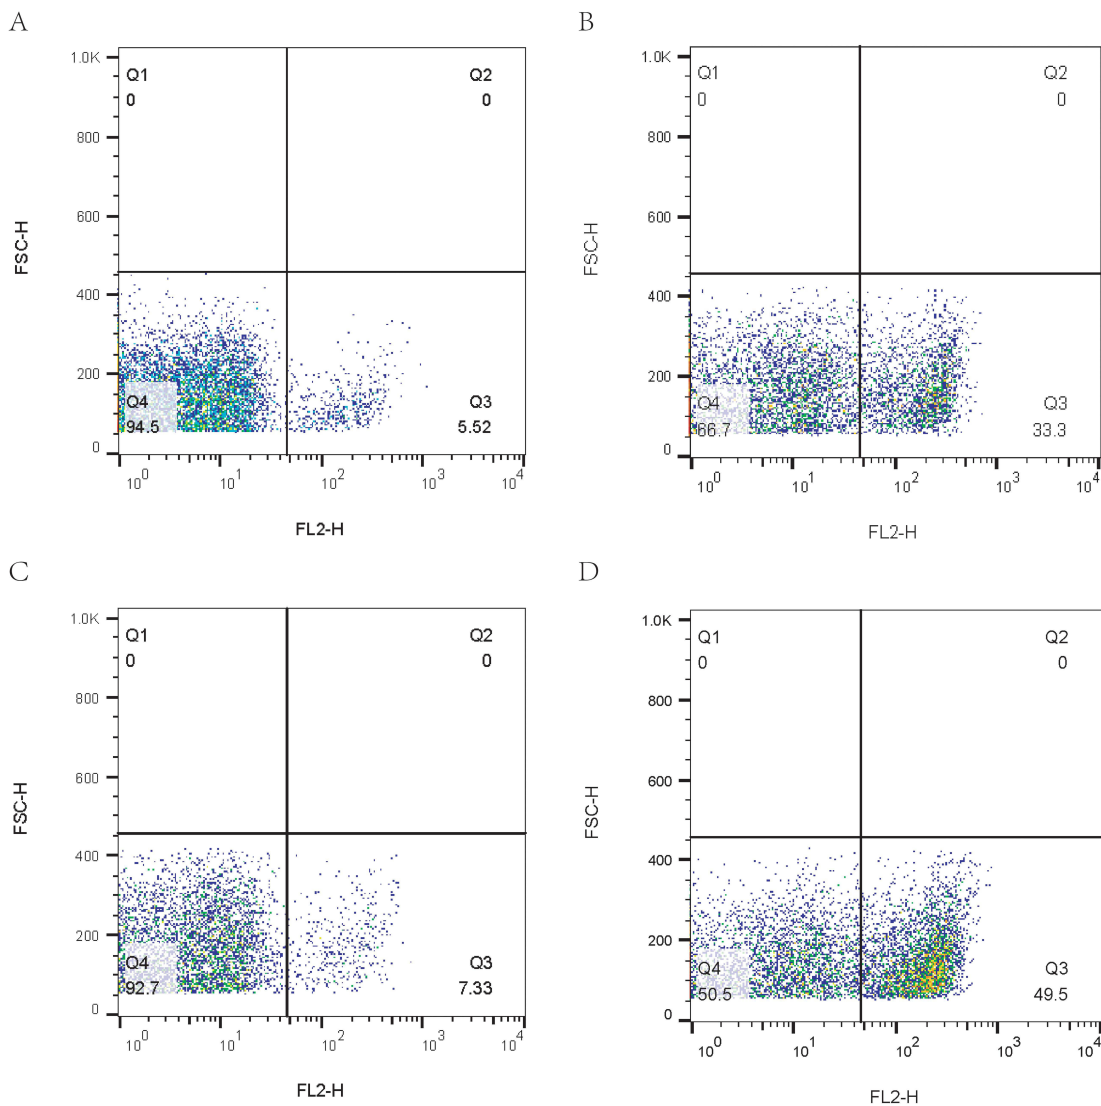 A
1.0K
800
600
400
200
0
Q1
0
Q2
0
Q4
94.5
Q3
5.52
10^0
10^1
10^2
10^3
10^4
FSC-H
FL2-H
B
1.0K
800
600
400
200
0
Q1
0
Q2
0
Q4
66.7
Q3
33.3
10^0
10^1
10^2
10^3
10^4
FSC-H
FL2-H
C
1.0K
800
600
400
200
0
Q1
0
Q2
0
Q4
92.7
Q3
7.33
10^0
10^1
10^2
10^3
10^4
FSC-H
FL2-H
D
1.0K
800
600
400
200
0
Q1
0
Q2
0
Q4
50.5
Q3
49.5
10^0
10^1
10^2
10^3
10^4
FSC-H
FL2-H